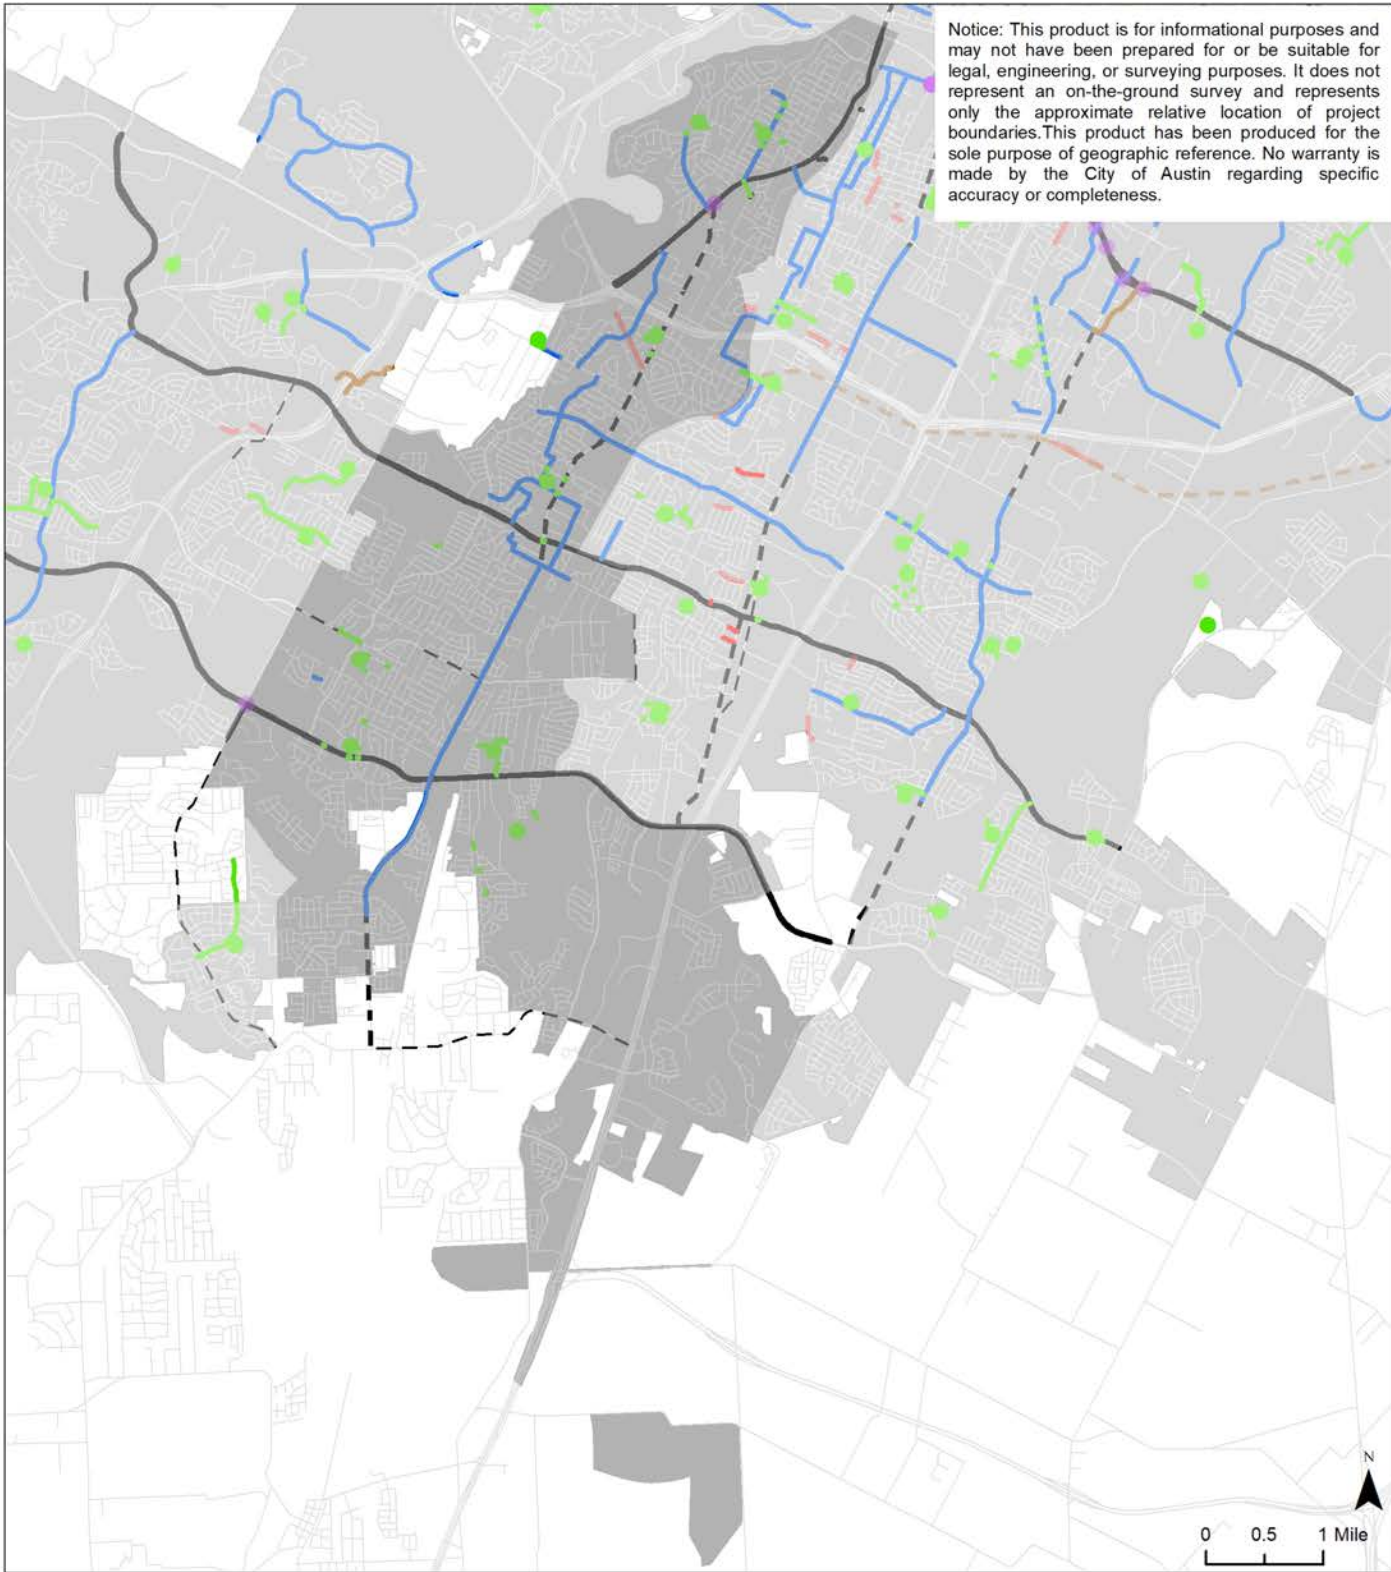 Notice: This product is for informational purposes and
may not have been prepared for or be suitable for
legal, engineering, or surveying purposes. It does not
represent an on-the-ground survey and represents
only the approximate relative location of project
boundaries.This product has been produced for the
sole purpose of geographic reference. No warranty is
made by the City of Austin regarding specific
accuracy or completeness.
N
0 0.5 1 Mile